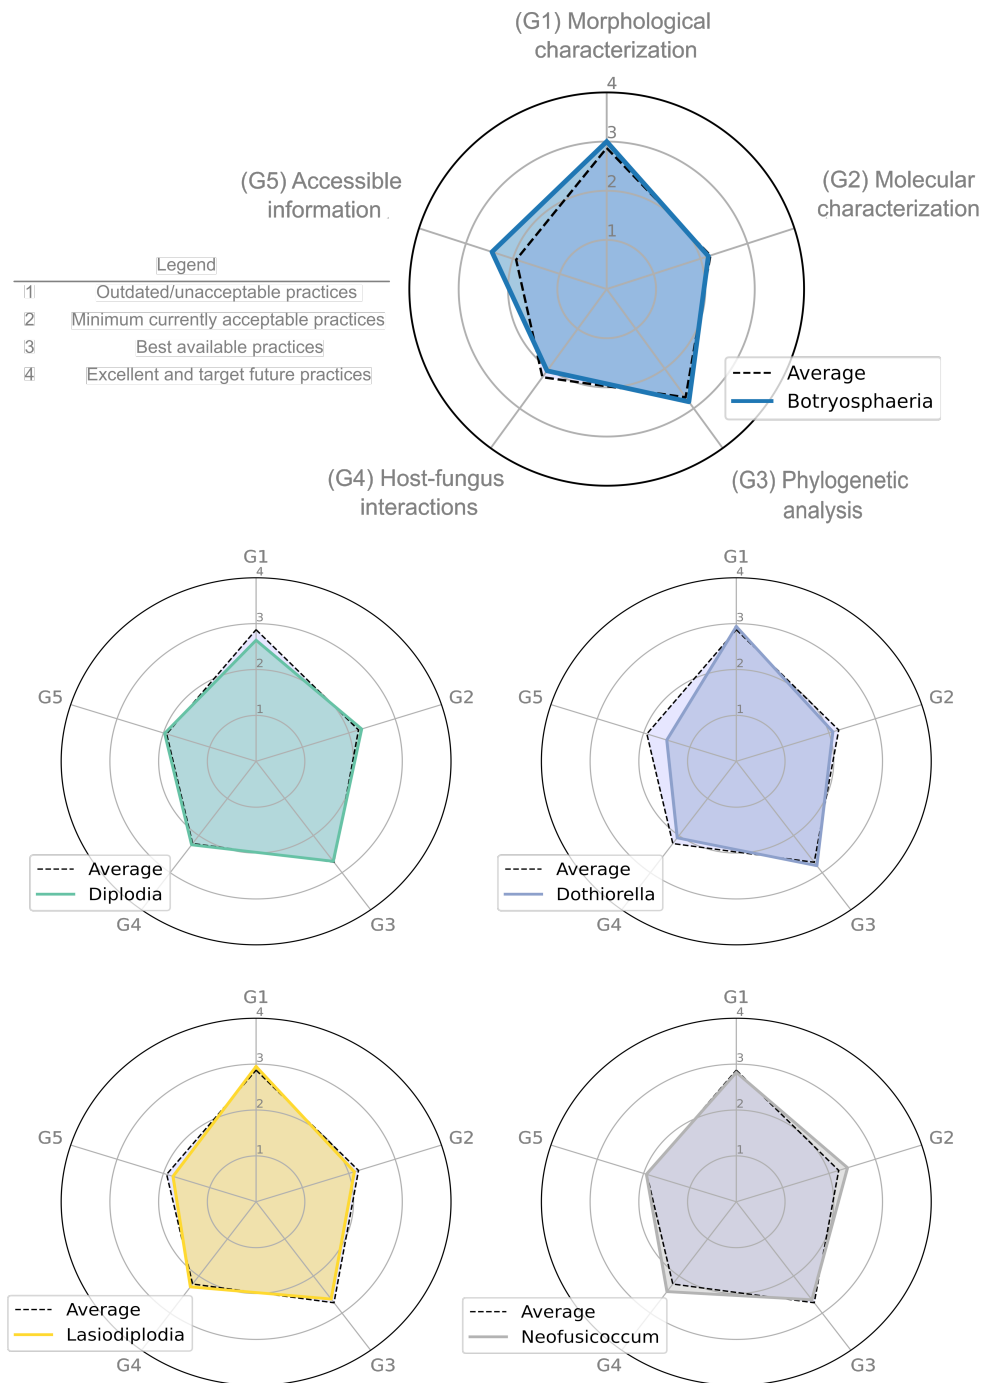 (G1) Morphological
characterization
4
3
2
1
(G5) Accessible
information
(G2) Molecular
characterization
Legend
1 Outdated/unacceptable practices
2 Minimum currently acceptable practices
3 Best available practices
4 Excellent and target future practices
Average
Botryosphaeria
(G4) Host-fungus
interactions
(G3) Phylogenetic
analysis
G1
4
3
2
1
G5
G2
Average
Diplodia
G4
G3
G1
4
3
2
1
G5
G2
Average
Dothiorella
G4
G3
G1
4
3
2
1
G5
G2
Average
Lasiodiplodia
G4
G3
G1
4
3
2
1
G5
G2
Average
Neofusicoccum
G4
G3